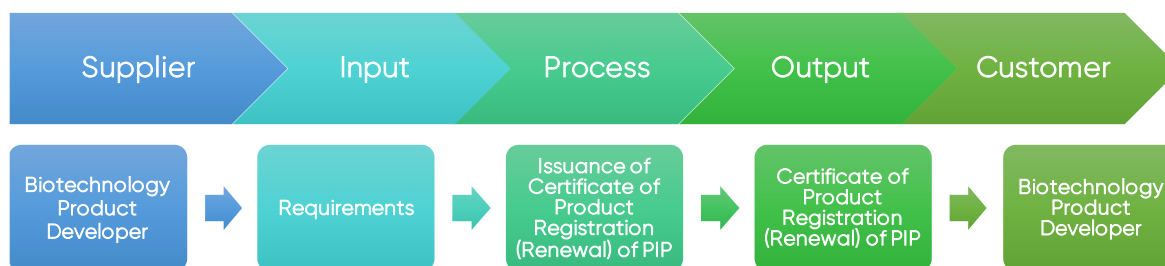 Supplier
Input
Process
Output
Customer
Biotechnology
Product
Developer
Requirements
Issuance of
Certificate of
Product
Registration
(Renewal) of PIP
Certificate of
Product
Registration
(Renewal) of PIP
Biotechnology
Product
Developer